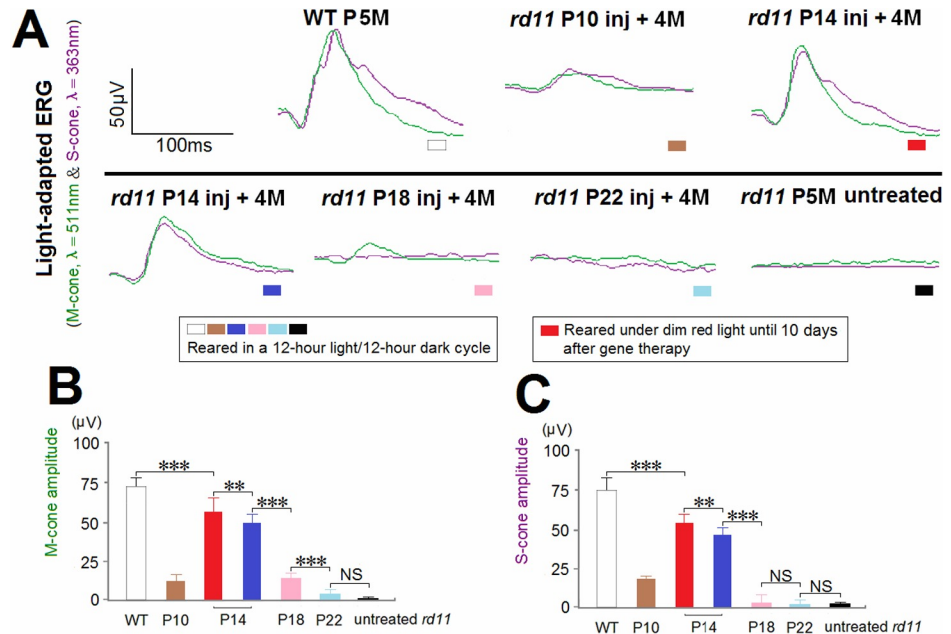 A
WT P 5M
rd11 P10 inj + 4M
rd11 P14 inj + 4M
Light-adapted ERG
(M-cone, λ = 511nm & S-cone, λ = 363nm)
50μV
100ms
rd11 P14 inj + 4M
rd11 P18 inj + 4M
rd11 P22 inj + 4M
rd11 P5M untreated
Reared in a 12-hour light/12-hour dark cycle
Reared under dim red light until 10 days
after gene therapy
B
(μV)
M-cone amplitude
100
75
50
25
0
***
**
***
***
NS
WT
P10
P14
P18
P22
untreated rd11
C
(μV)
S-cone amplitude
100
75
50
25
0
***
**
***
NS
NS
WT
P10
P14
P18
P22
untreated rd11